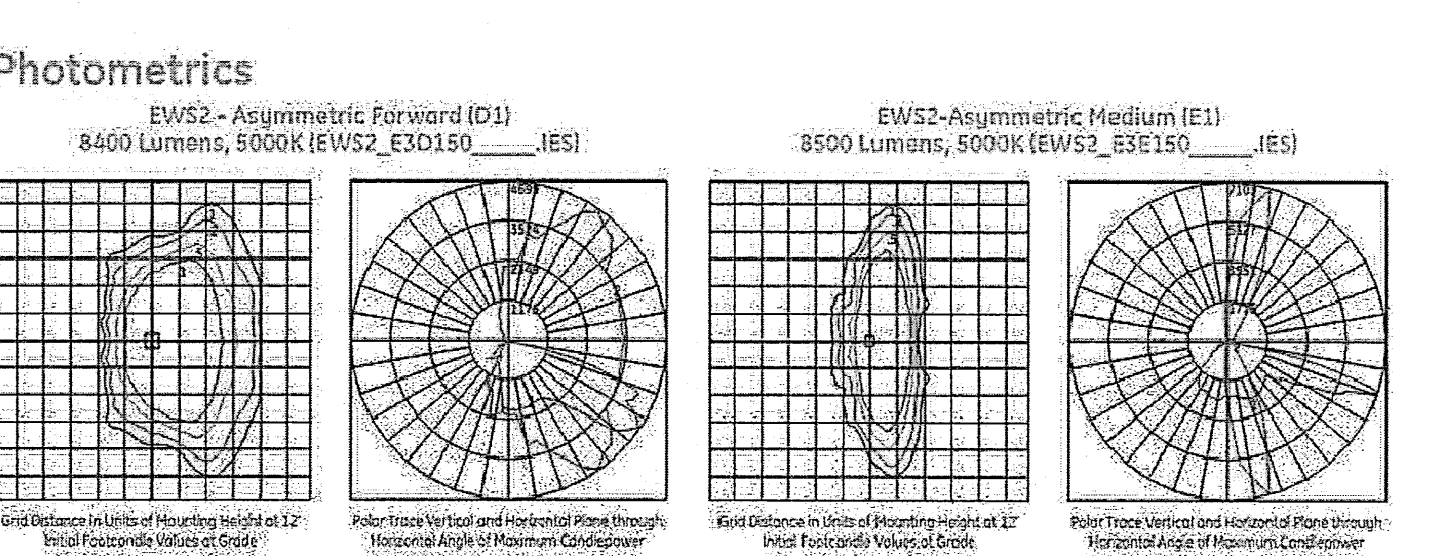 Photometrics
EWS2 - Asymmetric Forward (D1)
8400 Lumens, 5000K (EWS2_E3D150_____.IES)
EWS2-Asymmetric Medium (E1)
8500 Lumens, 5000K (EWS2_E3E150_____.IES)
Grid Distance in Units of Mounting Height at 12'
Initial Footcandle Values at Grade
Polar Trace Vertical and Horizontal Plane through
Horizontal Angle of Maximum Candlepower
Grid Distance in Units of Mounting Height at 12'
Initial Footcandle Values at Grade
Polar Trace Vertical and Horizontal Plane through
Horizontal Angle of Maximum Candlepower